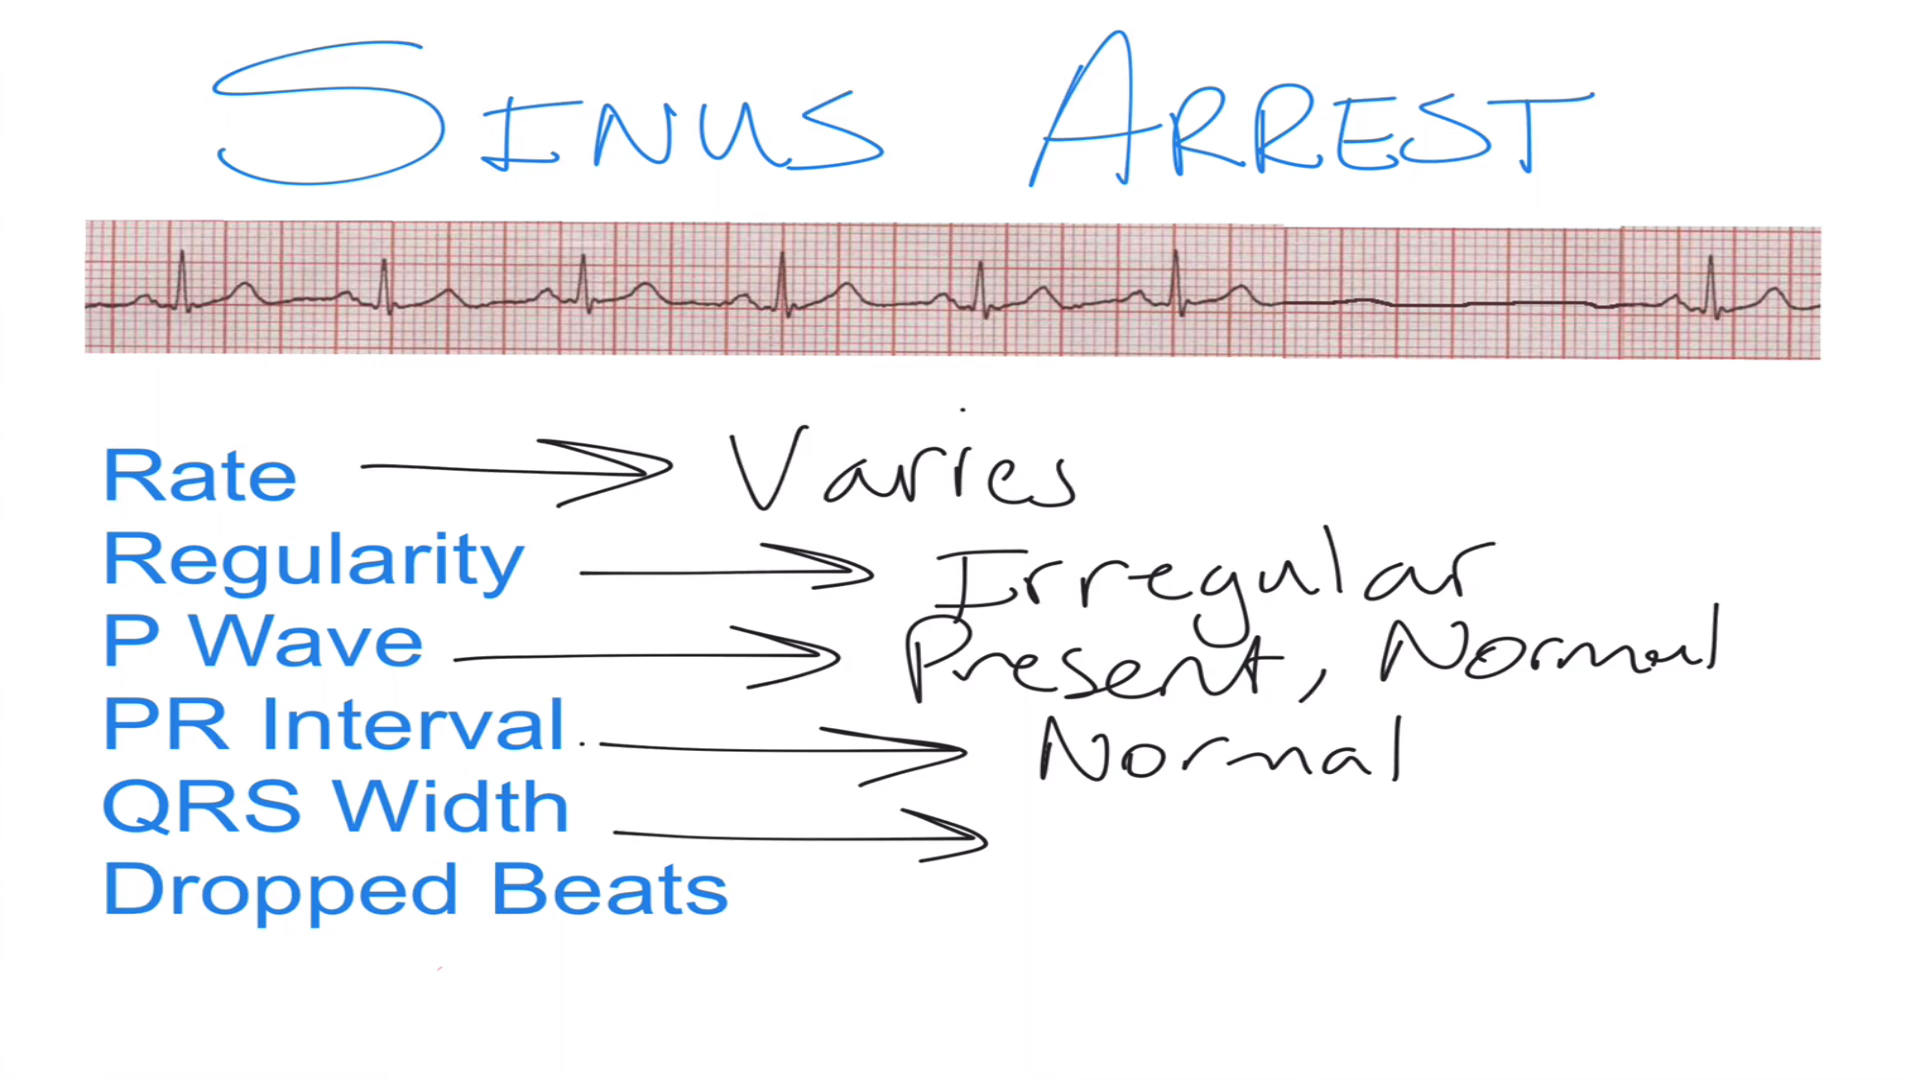 SINUS ARREST
Rate → Varies
Regularity → Irregular
P Wave → Present, Normal
PR Interval → Normal
QRS Width →
Dropped Beats